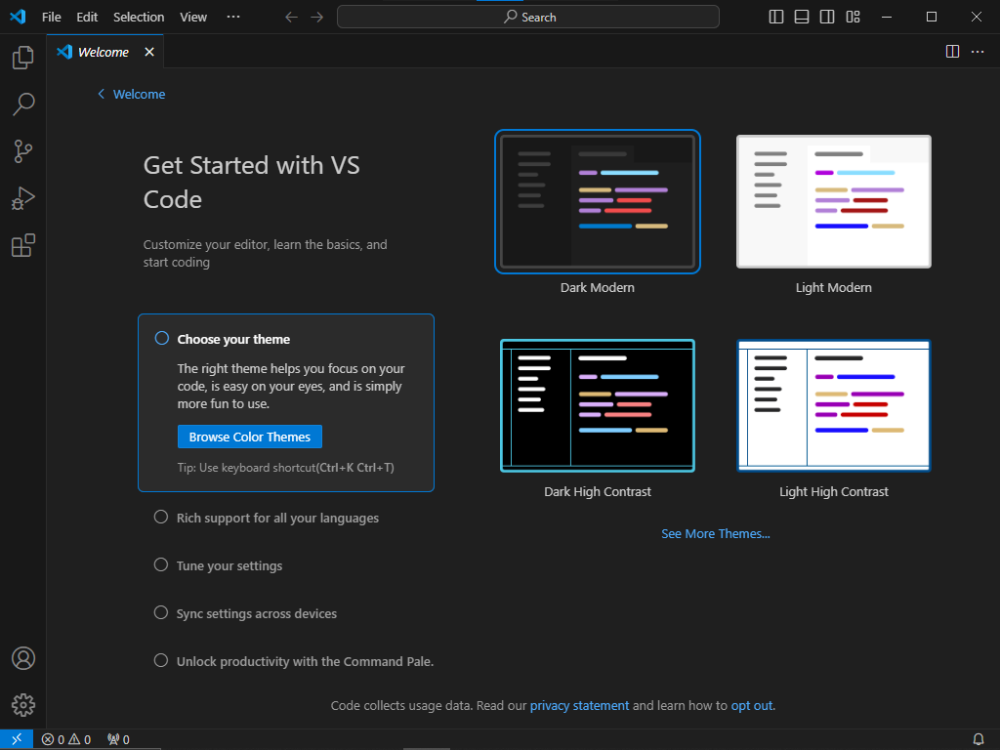 File Edit Selection View ··· Search
Welcome
Welcome
Get Started with VS
Code
Customize your editor, learn the basics, and
start coding
Choose your theme
The right theme helps you focus on your
code, is easy on your eyes, and is simply
more fun to use.
Browse Color Themes
Tip: Use keyboard shortcut(Ctrl+K Ctrl+T)
Rich support for all your languages
Tune your settings
Sync settings across devices
Unlock productivity with the Command Pale.
Dark Modern
Light Modern
Dark High Contrast
Light High Contrast
See More Themes...
Code collects usage data. Read our privacy statement and learn how to opt out.
0 0 0